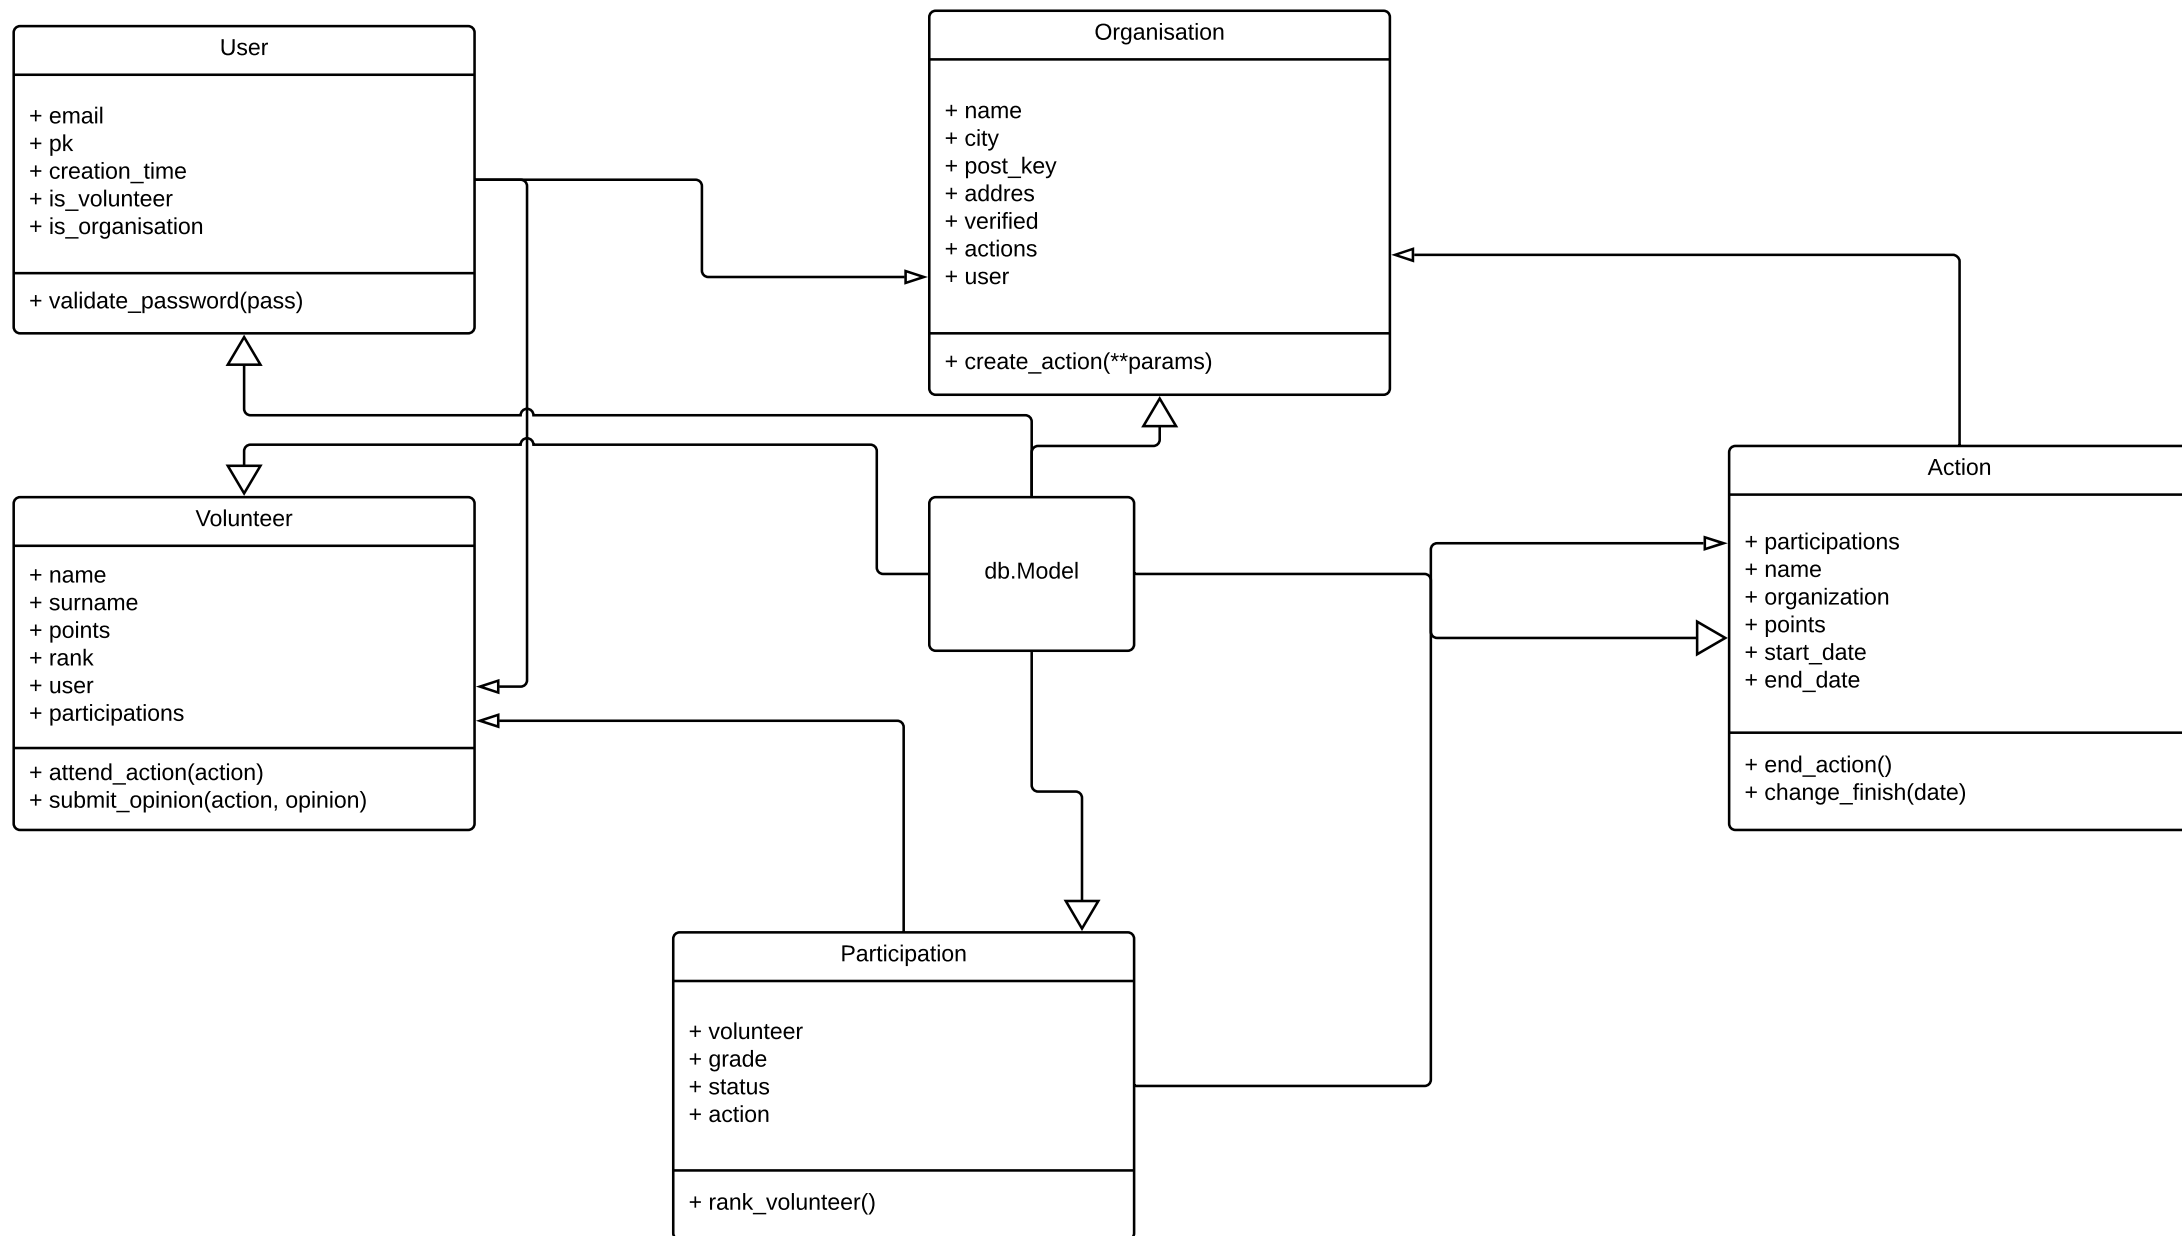 User
+ email
+ pk
+ creation_time
+ is_volunteer
+ is_organisation
+ validate_password(pass)
Organisation
+ name
+ city
+ post_key
+ addres
+ verified
+ actions
+ user
+ create_action(**params)
Volunteer
+ name
+ surname
+ points
+ rank
+ user
+ participations
+ attend_action(action)
+ submit_opinion(action, opinion)
db.Model
Action
+ participations
+ name
+ organization
+ points
+ start_date
+ end_date
+ end_action()
+ change_finish(date)
Participation
+ volunteer
+ grade
+ status
+ action
+ rank_volunteer()